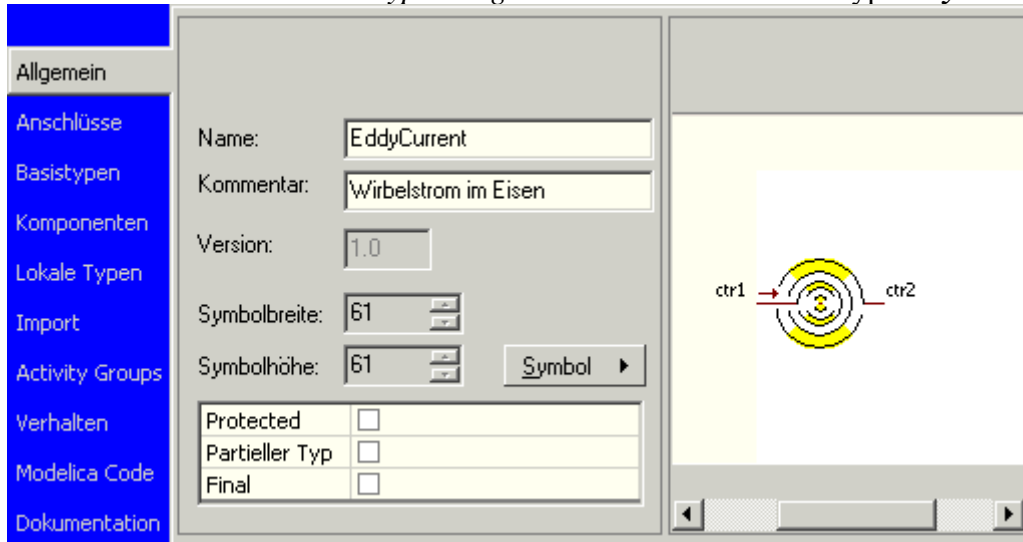 Allgemein
Anschlüsse
Basistypen
Komponenten
Lokale Typen
Import
Activity Groups
Verhalten
Modelica Code
Dokumentation
Name: EddyCurrent
Kommentar: Wirbelstrom im Eisen
Version: 1.0
Symbolbreite: 61
Symbolhöhe: 61 Symbol
Protected
Partieller Typ
Final
ctr1 ctr2